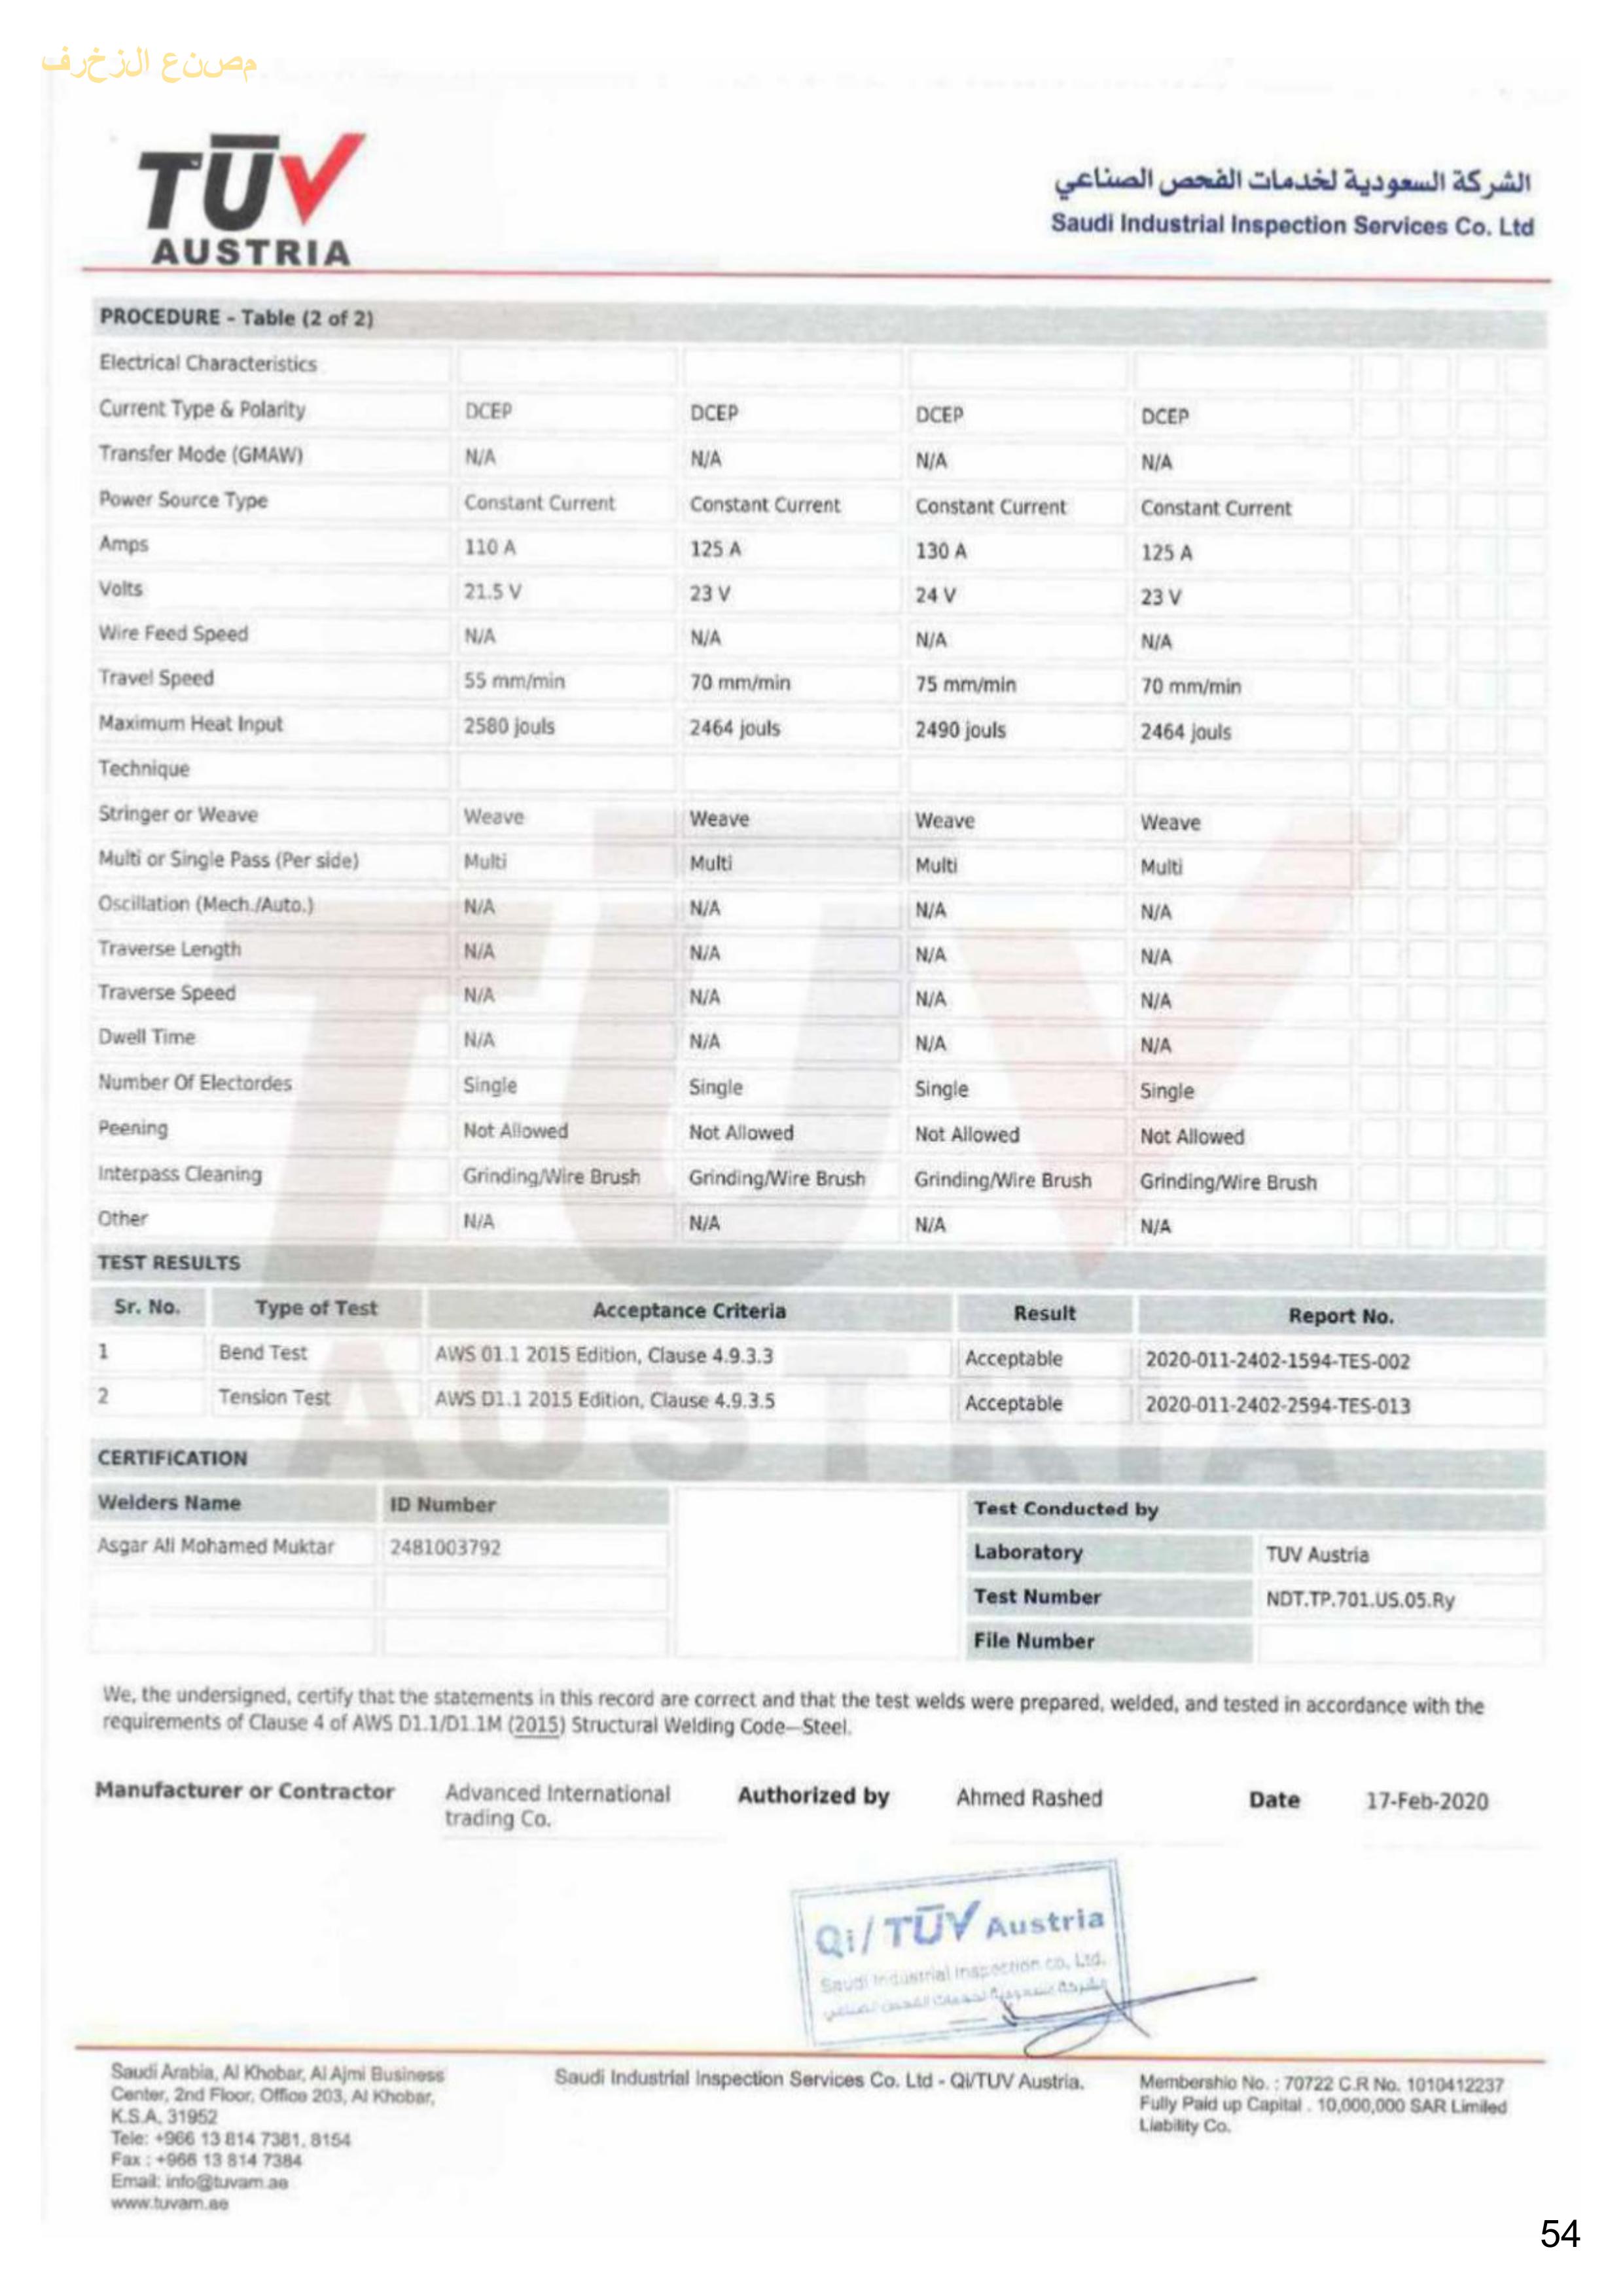 مصنع الزخرف
TÜV
AUSTRIA
الشركة السعودية لخدمات الفحص الصناعي
Saudi Industrial Inspection Services Co. Ltd
PROCEDURE - Table (2 of 2)
Electrical Characteristics
Current Type & Polarity DCEP DCEP DCEP DCEP
Transfer Mode (GMAW) N/A N/A N/A N/A
Power Source Type Constant Current Constant Current Constant Current Constant Current
Amps 110 A 125 A 130 A 125 A
Volts 21.5 V 23 V 24 V 23 V
Wire Feed Speed N/A N/A N/A N/A
Travel Speed 55 mm/min 70 mm/min 75 mm/min 70 mm/min
Maximum Heat Input 2580 jouls 2464 jouls 2490 jouls 2464 jouls
Technique
Stringer or Weave Weave Weave Weave Weave
Multi or Single Pass (Per side) Multi Multi Multi Multi
Oscillation (Mech./Auto.) N/A N/A N/A N/A
Traverse Length N/A N/A N/A N/A
Traverse Speed N/A N/A N/A N/A
Dwell Time N/A N/A N/A N/A
Number Of Electordes Single Single Single Single
Peening Not Allowed Not Allowed Not Allowed Not Allowed
Interpass Cleaning Grinding/Wire Brush Grinding/Wire Brush Grinding/Wire Brush Grinding/Wire Brush
Other N/A N/A N/A N/A
TEST RESULTS
Sr. No. Type of Test Acceptance Criteria Result Report No.
1 Bend Test AWS 01.1 2015 Edition, Clause 4.9.3.3 Acceptable 2020-011-2402-1594-TES-002
2 Tension Test AWS D1.1 2015 Edition, Clause 4.9.3.5 Acceptable 2020-011-2402-2594-TES-013
CERTIFICATION
Welders Name ID Number Test Conducted by
Asgar Ali Mohamed Muktar 2481003792 Laboratory TUV Austria
Test Number NDT.TP.701.US.05.Ry
File Number
We, the undersigned, certify that the statements in this record are correct and that the test welds were prepared, welded, and tested in accordance with the
requirements of Clause 4 of AWS D1.1/D1.1M (2015) Structural Welding Code—Steel.
Manufacturer or Contractor Advanced International Authorized by Ahmed Rashed Date 17-Feb-2020
trading Co.
Qi/ TÜV Austria
Saudi Industrial Inspection co. Ltd.
الشركة السعودية لخدمات الفحص الصناعي
Saudi Arabia, Al Khobar, Al Ajmi Business
Center, 2nd Floor, Office 203, Al Khobar,
K.S.A. 31952
Tele: +966 13 814 7381, 8154
Fax : +966 13 814 7384
Email: info@tuvam.ae
www.tuvam.ae
Saudi Industrial Inspection Services Co. Ltd - Qi/TUV Austria.
Membershio No. : 70722 C.R No. 1010412237
Fully Paid up Capital . 10,000,000 SAR Limiled
Liability Co.
54